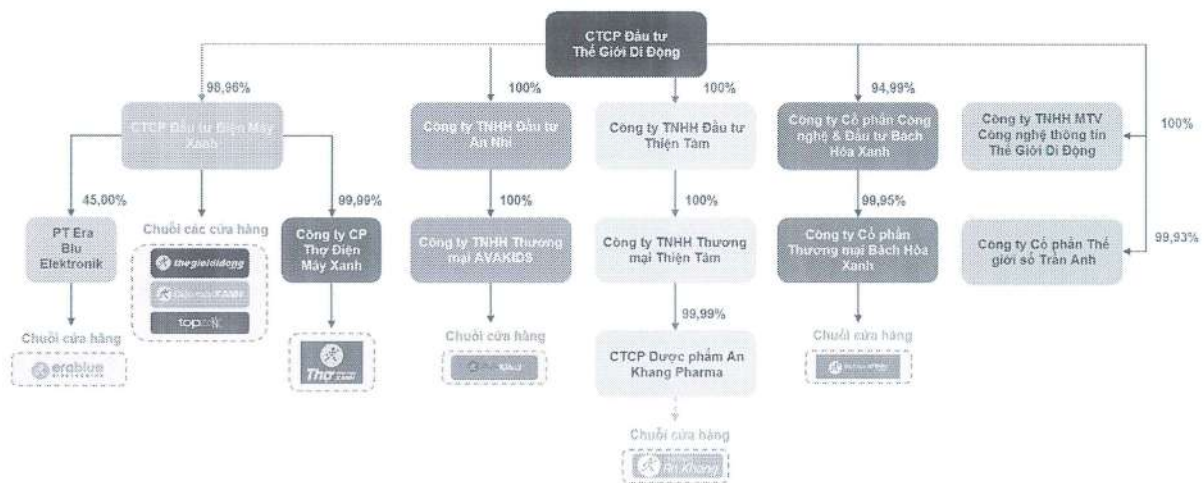 CTCP Đầu tư
Thế Giới Di Động
98,96%
100%
100%
94,99%
CTCP Đầu tư Điện Máy
Xanh
Công ty TNHH Đầu tư
An Nhi
Công ty TNHH Đầu tư
Thiện Tâm
Công ty Cổ phần Công
nghệ & Đầu tư Bách
Hóa Xanh
Công ty TNHH MTV
Công nghệ thông tin
Thế Giới Di Động
100%
45,00%
99,99%
100%
100%
99,95%
PT Era
Blu
Elektronik
Chuỗi các cửa hàng
thegioididong
top
Công ty CP
Thợ Điện
Máy Xanh
Công ty TNHH Thương
mại AVAKIDS
Công ty TNHH Thương
mại Thiện Tâm
Công ty Cổ phần
Thương mại Bách Hóa
Xanh
Công ty Cổ phần Thế
giới số Trần Anh
99,93%
Chuỗi cửa hàng
erablue
ELECTRONICS
Thợ
Chuỗi cửa hàng
99,99%
CTCP Dược phẩm An
Khang Pharma
Chuỗi cửa hàng
Chuỗi cửa hàng
An Khang